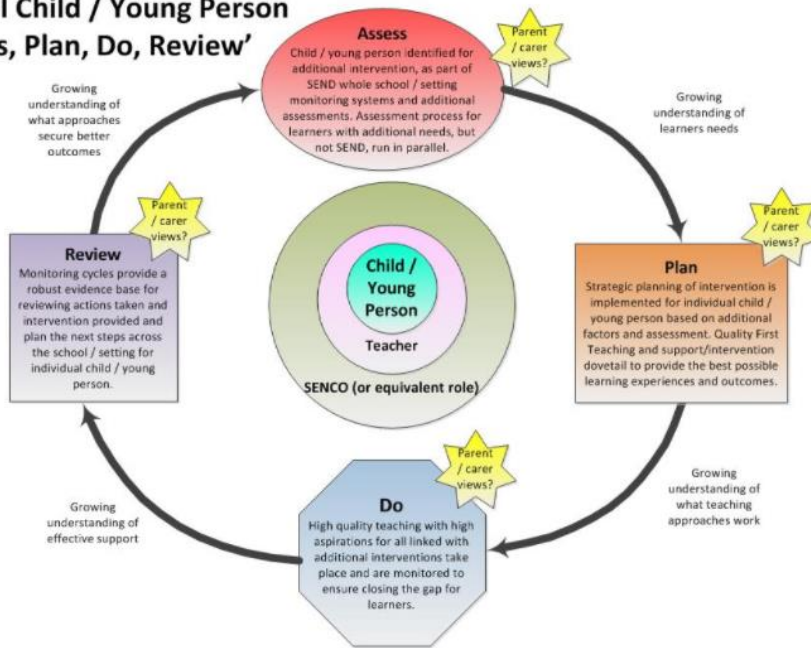 Child / Young Person
Plan, Do, Review’
Assess
Child / young person identified for
additional intervention, as part of
SEND whole school / setting
monitoring systems and additional
assessments. Assessment process for
learners with additional needs, but
not SEND, run in parallel.
Parent
/ carer
views?
Growing
understanding of
learners needs
Plan
Strategic planning of intervention is
implemented for individual child /
young person based on additional
factors and assessment. Quality First
Teaching and support/intervention
dovetail to provide the best possible
learning experiences and outcomes.
Parent
/ carer
views?
Growing
understanding of
what teaching
approaches work
Do
High quality teaching with high
aspirations for all linked with
additional interventions take
place and are monitored to
ensure closing the gap for
learners.
Parent
/ carer
views?
Growing
understanding of
effective support
Review
Monitoring cycles provide a
robust evidence base for
reviewing actions taken and
intervention provided and
plan the next steps across
the school / setting for
individual child / young
person.
Parent
/ carer
views?
Growing
understanding of
what approaches
secure better
outcomes
Child /
Young
Person
Teacher
SENCO (or equivalent role)